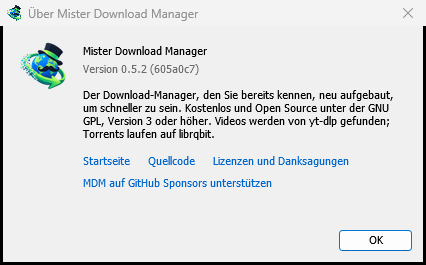 Über Mister Download Manager
Mister Download Manager
Version 0.5.2 (605a0c7)
Der Download-Manager, den Sie bereits kennen, neu aufgebaut,
um schneller zu sein. Kostenlos und Open Source unter der GNU
GPL, Version 3 oder höher. Videos werden von yt-dlp gefunden;
Torrents laufen auf librqbit.
Startseite Quellcode Lizenzen und Danksagungen
MDM auf GitHub Sponsors unterstützen
OK